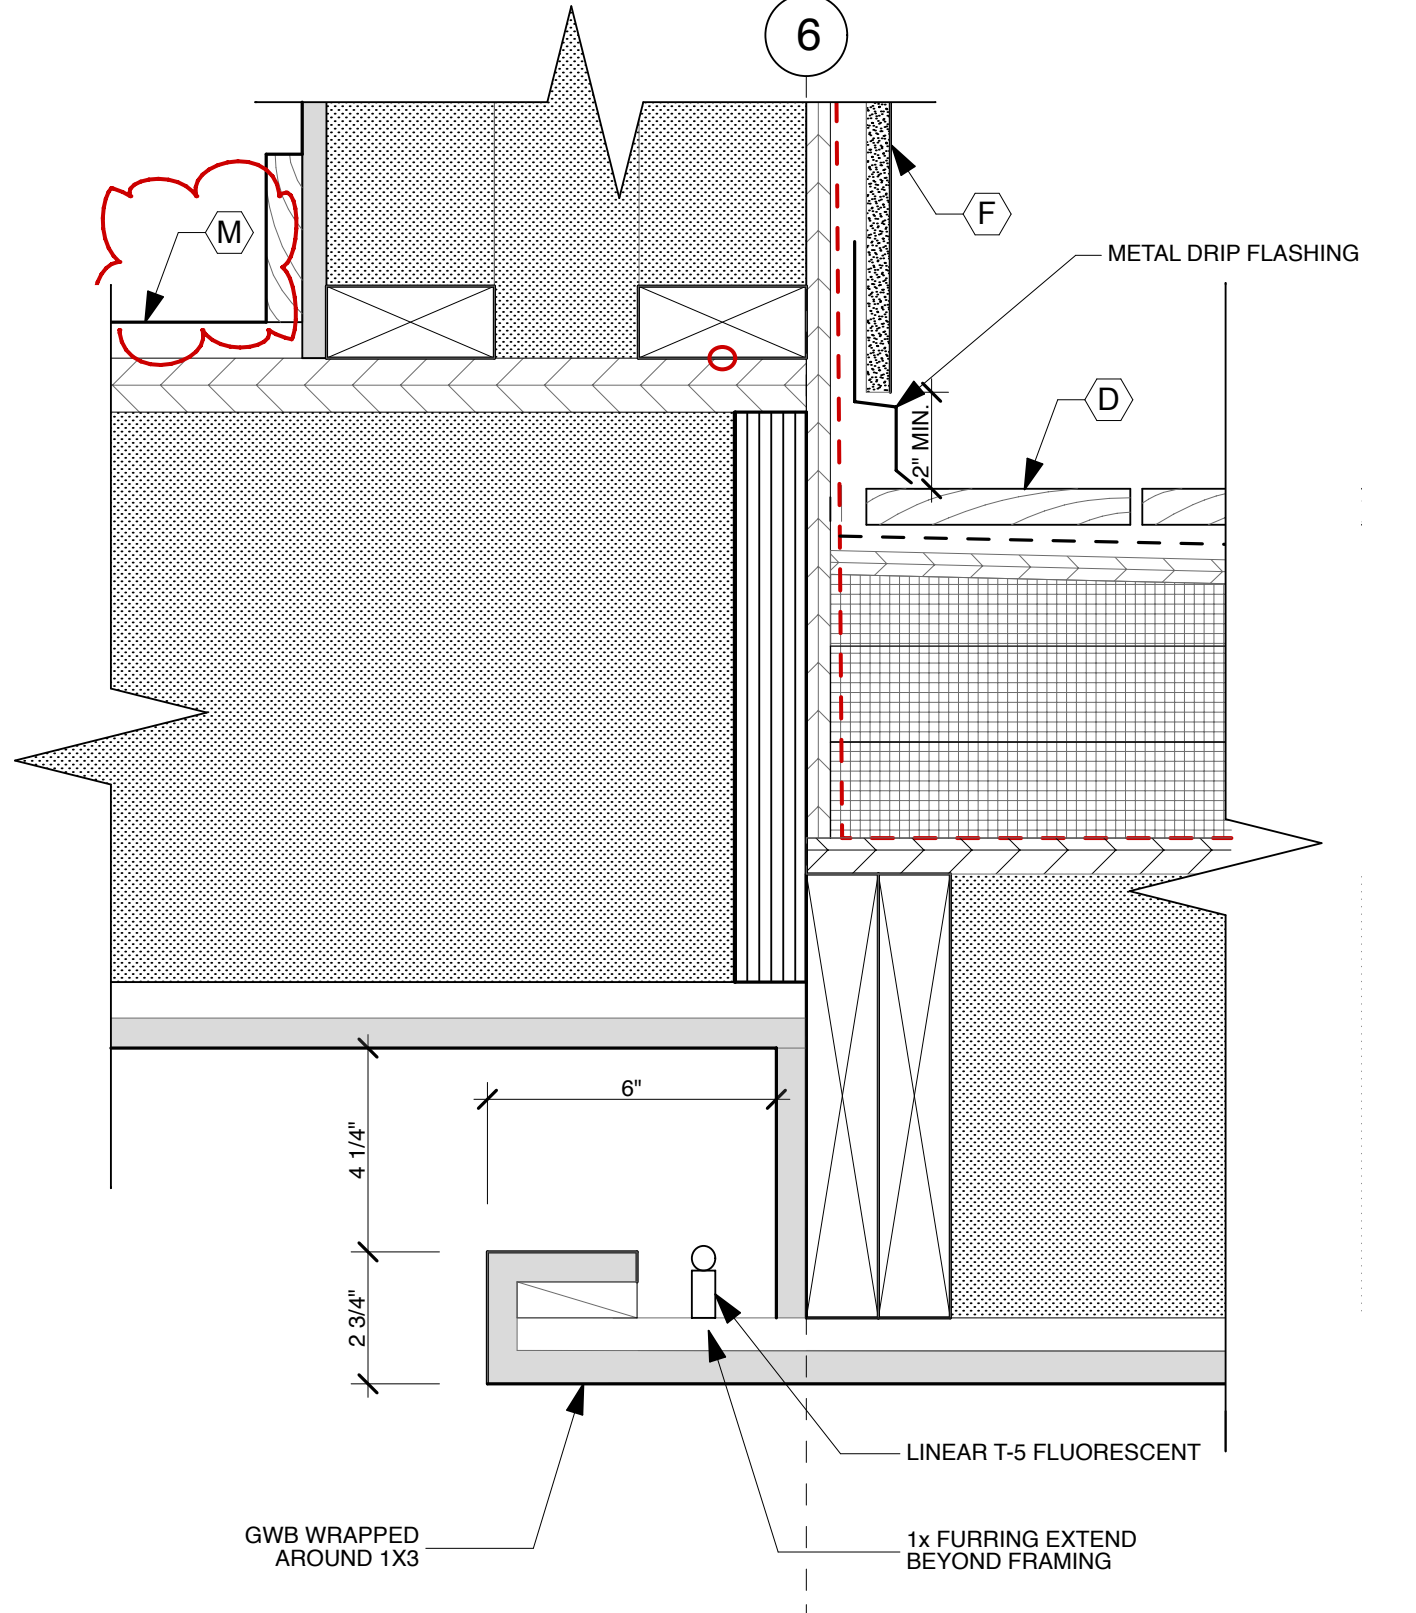 6
M
F
METAL DRIP FLASHING
D
2" MIN.
6"
4 1/4"
2 3/4"
LINEAR T-5 FLUORESCENT
GWB WRAPPED
AROUND 1X3
1x FURRING EXTEND
BEYOND FRAMING